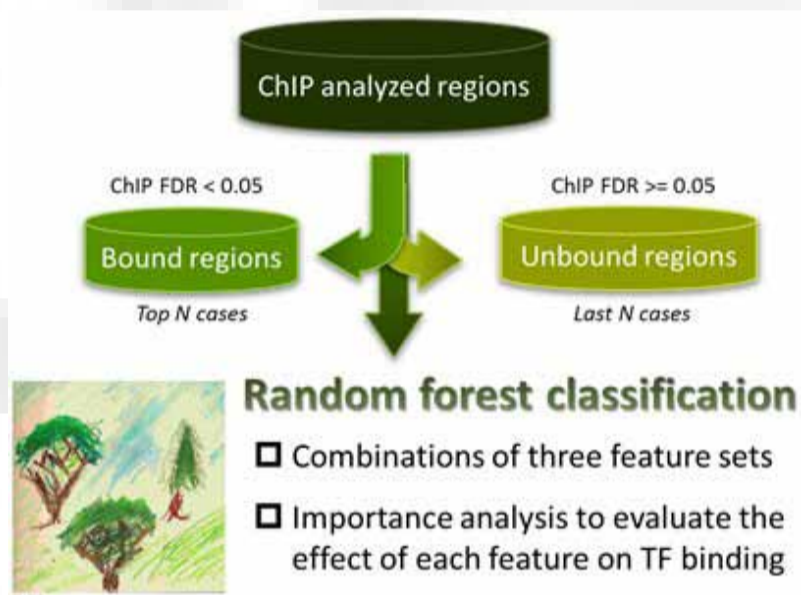 ChIP analyzed regions
ChIP FDR < 0.05
ChIP FDR >= 0.05
Bound regions
Unbound regions
Top N cases
Last N cases
Random forest classification
Combinations of three feature sets
Importance analysis to evaluate the
effect of each feature on TF binding